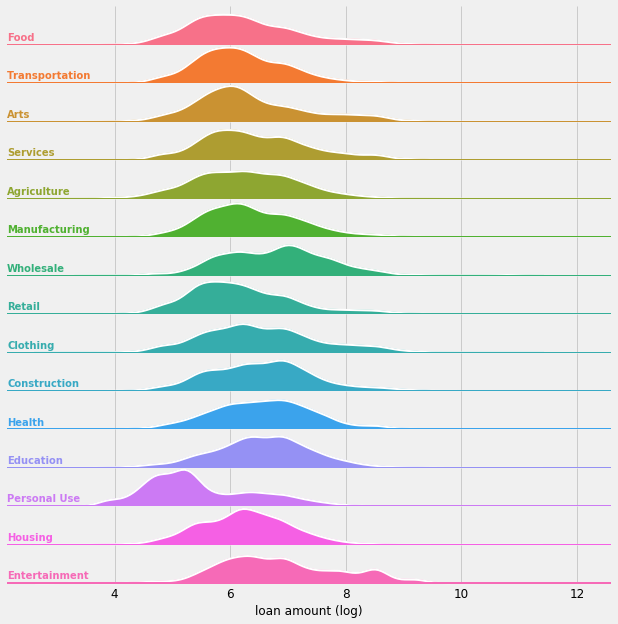 Food
Transportation
Arts
Services
Agriculture
Manufacturing
Wholesale
Retail
Clothing
Construction
Health
Education
Personal Use
Housing
Entertainment
4 6 8 10 12
loan amount (log)